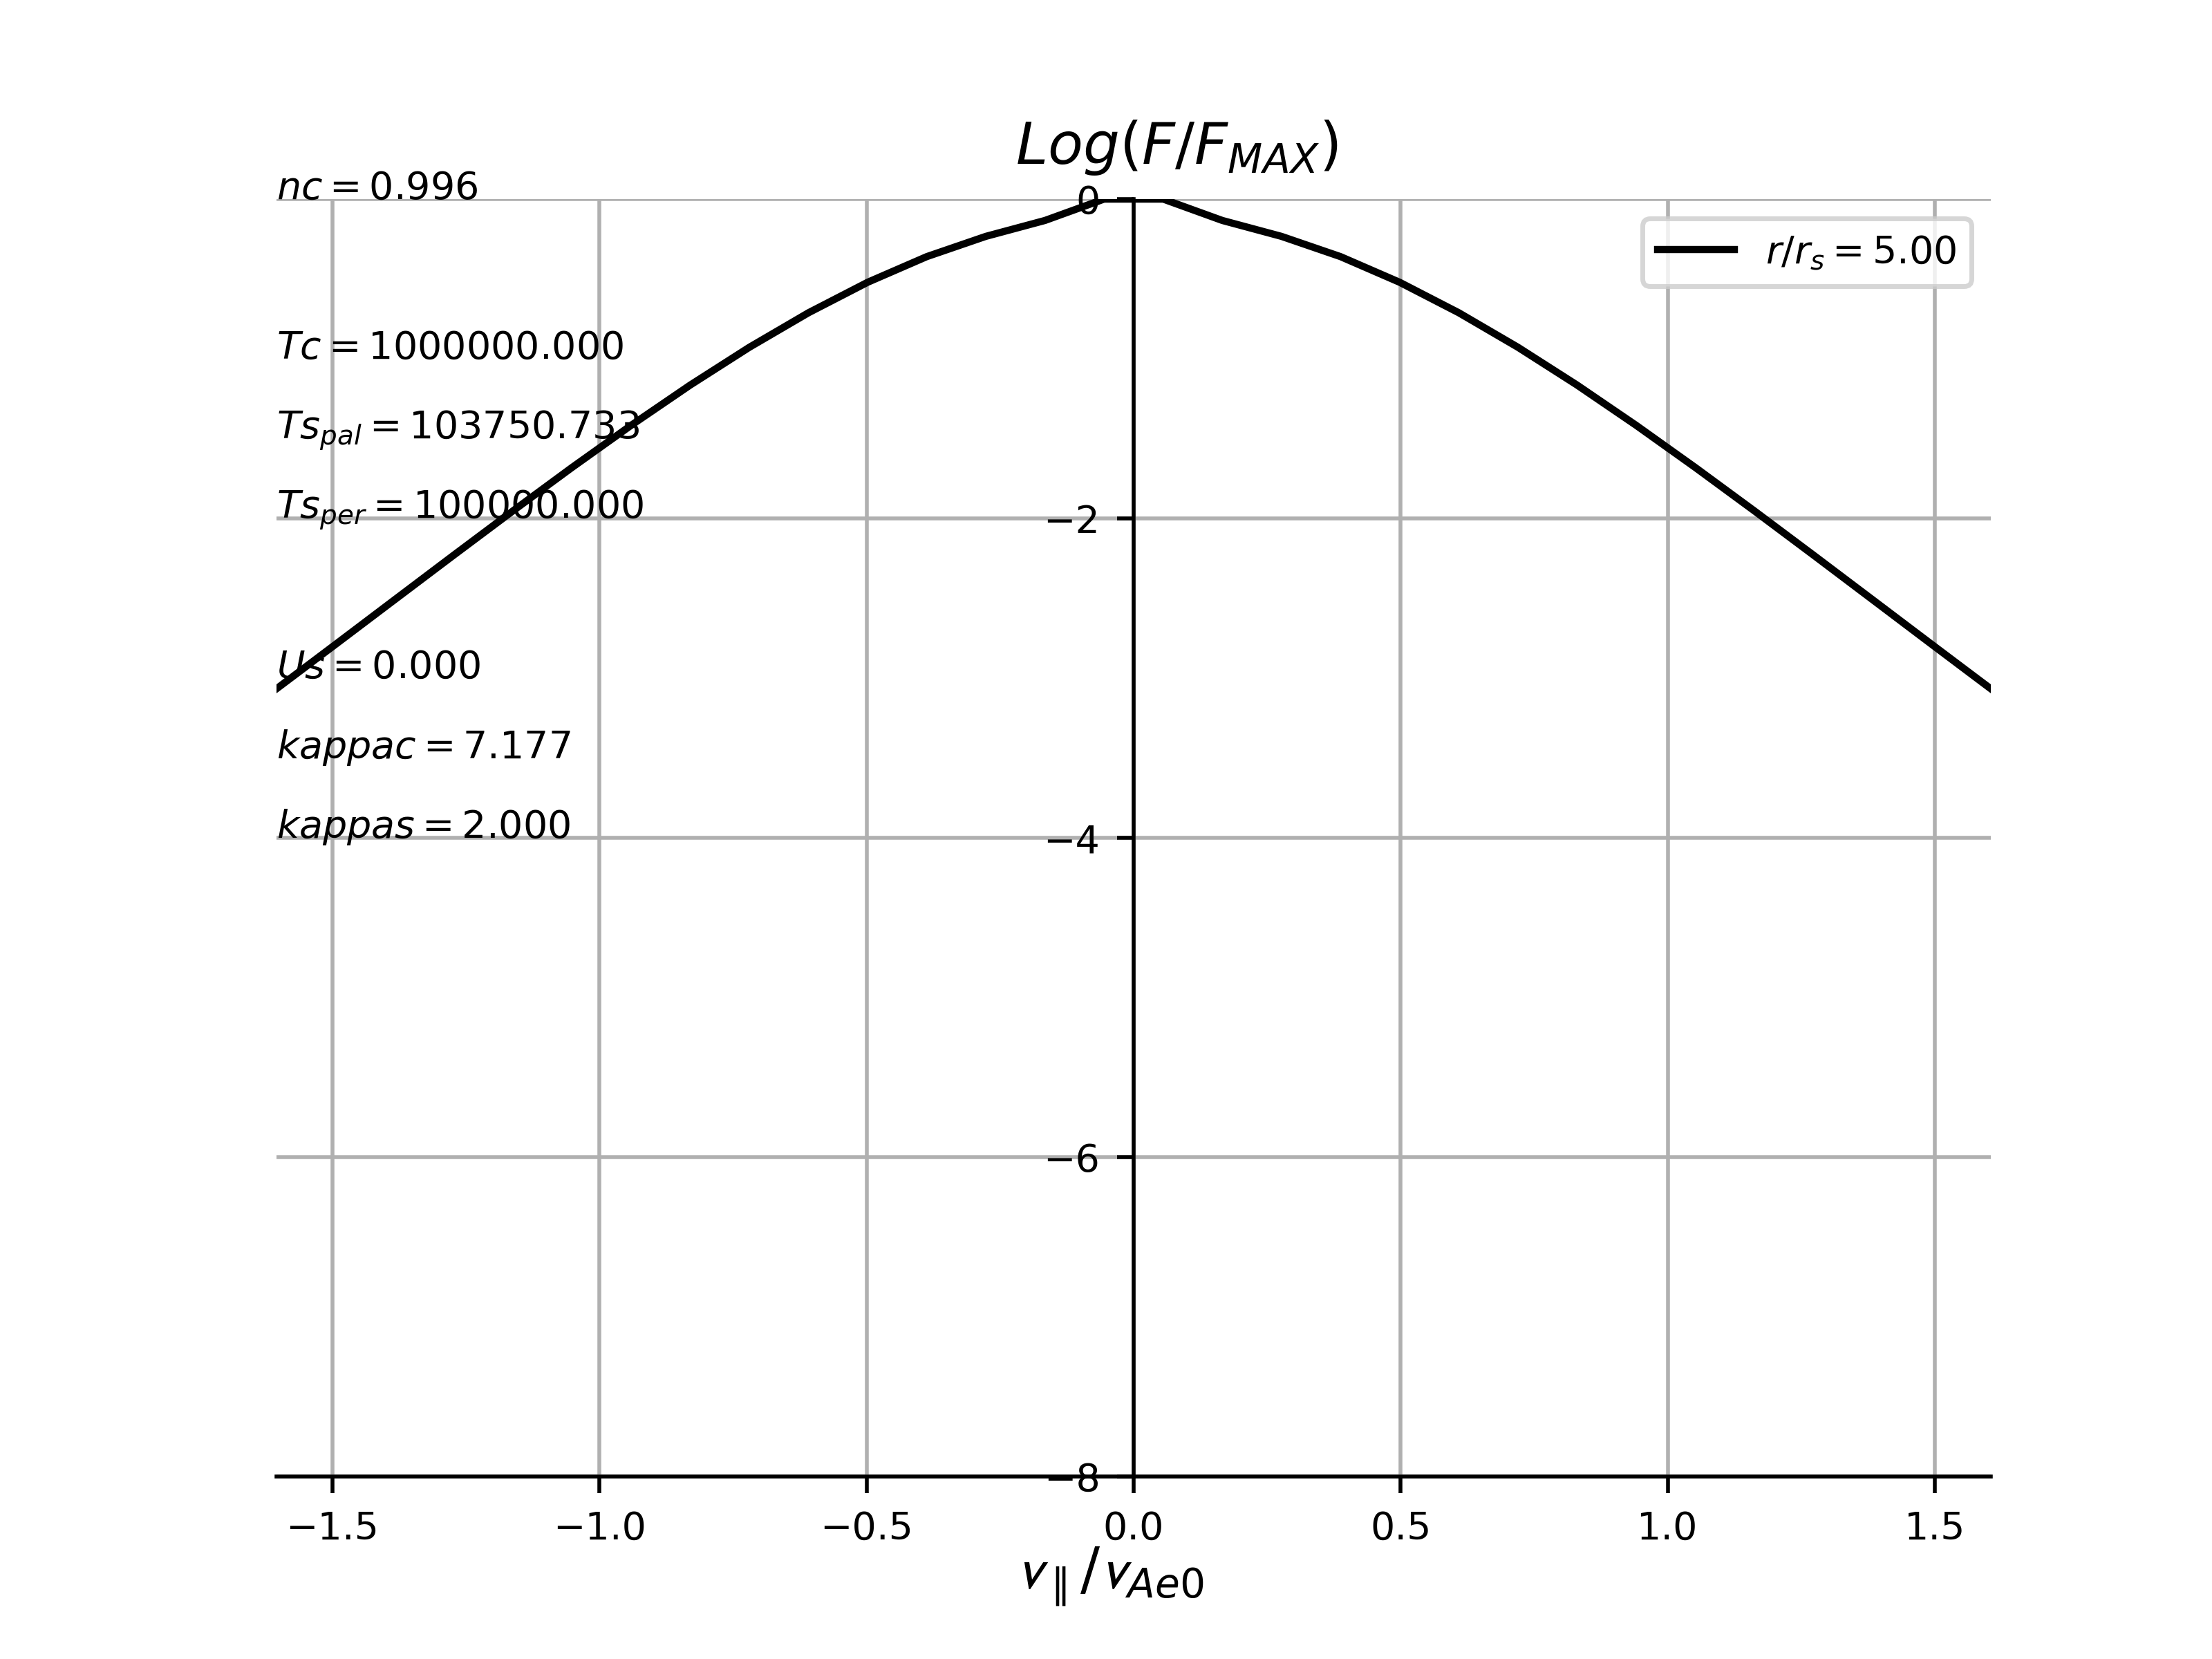 Log(F/F_MAX)
nc = 0.996
0
r/r_s = 5.00
Tc = 1000000.000
Ts_pal = 103750.733
Ts_per = 100000.000
−2
Us = 0.000
kappac = 7.177
kappas = 2.000
−4
−6
−8
−1.5 −1.0 −0.5 0.0 0.5 1.0 1.5
v_∥/v_Ae0